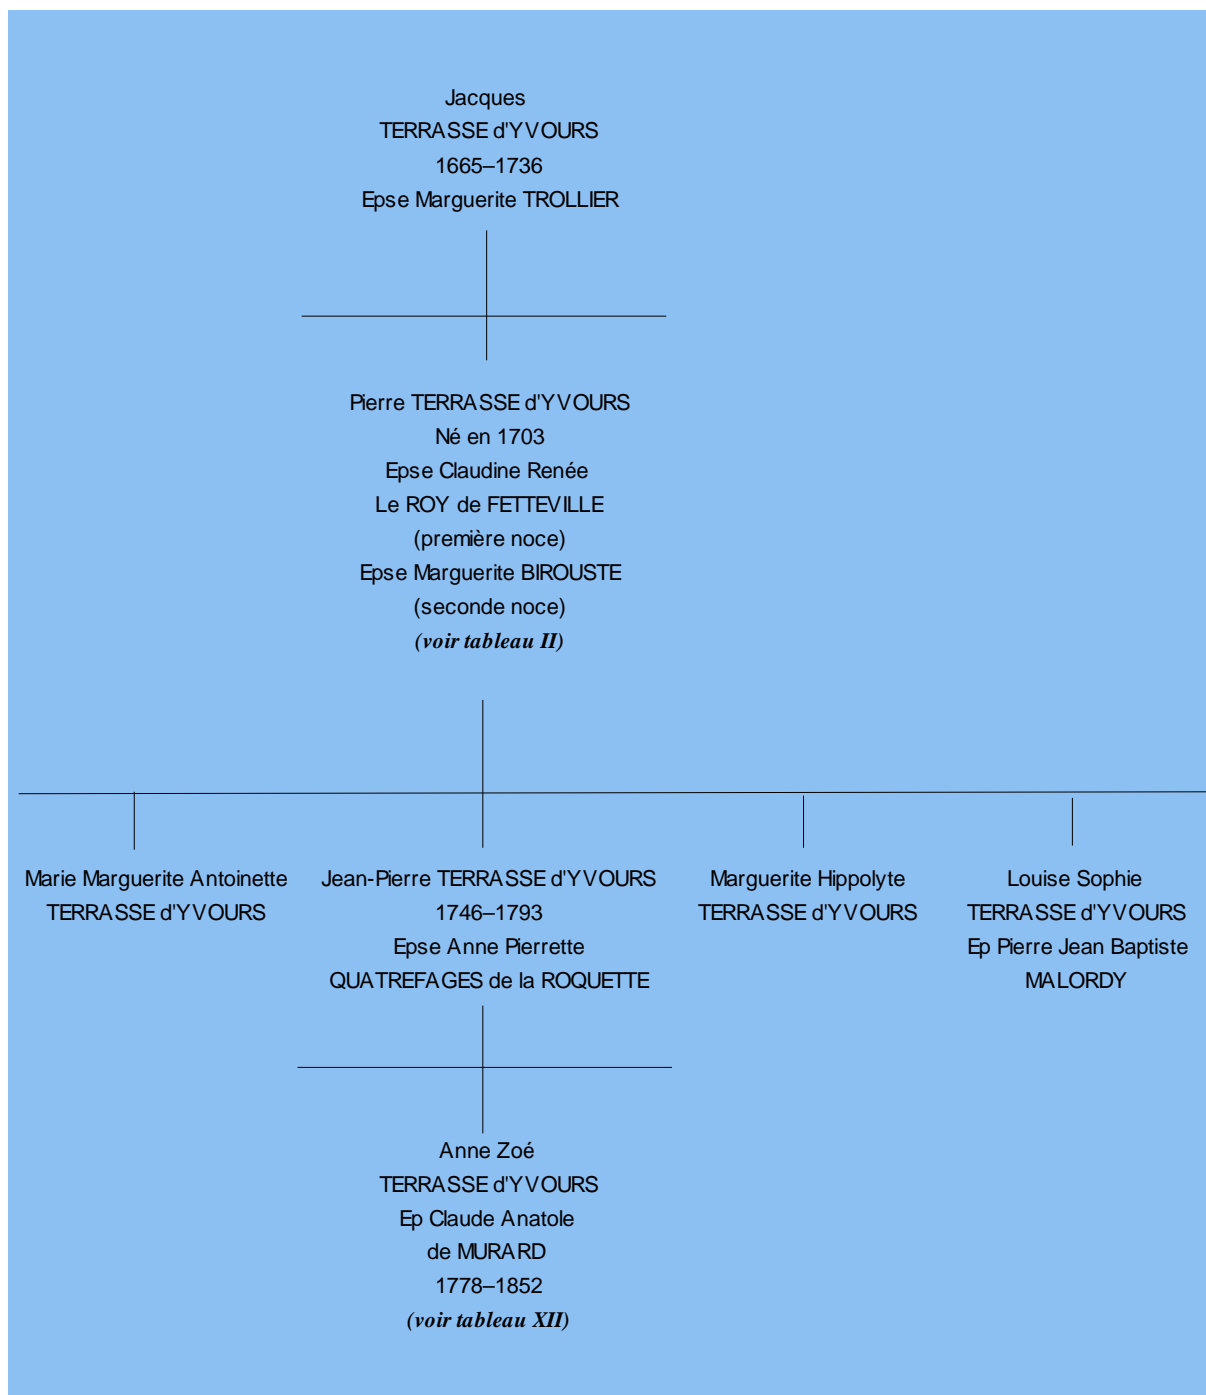 Jacques
TERRASSE d'YVOURS
1665–1736
Epse Marguerite TROLLIER
Pierre TERRASSE d'YVOURS
Né en 1703
Epse Claudine Renée
Le ROY de FETTEVILLE
(première noce)
Epse Marguerite BIROUSTE
(seconde noce)
(voir tableau II)
Marie Marguerite Antoinette
TERRASSE d'YVOURS
Jean-Pierre TERRASSE d'YVOURS
1746–1793
Epse Anne Pierrette
QUATREFAGES de la ROQUETTE
Marguerite Hippolyte
TERRASSE d'YVOURS
Louise Sophie
TERRASSE d'YVOURS
Ep Pierre Jean Baptiste
MALORDY
Anne Zoé
TERRASSE d'YVOURS
Ep Claude Anatole
de MURARD
1778–1852
(voir tableau XII)